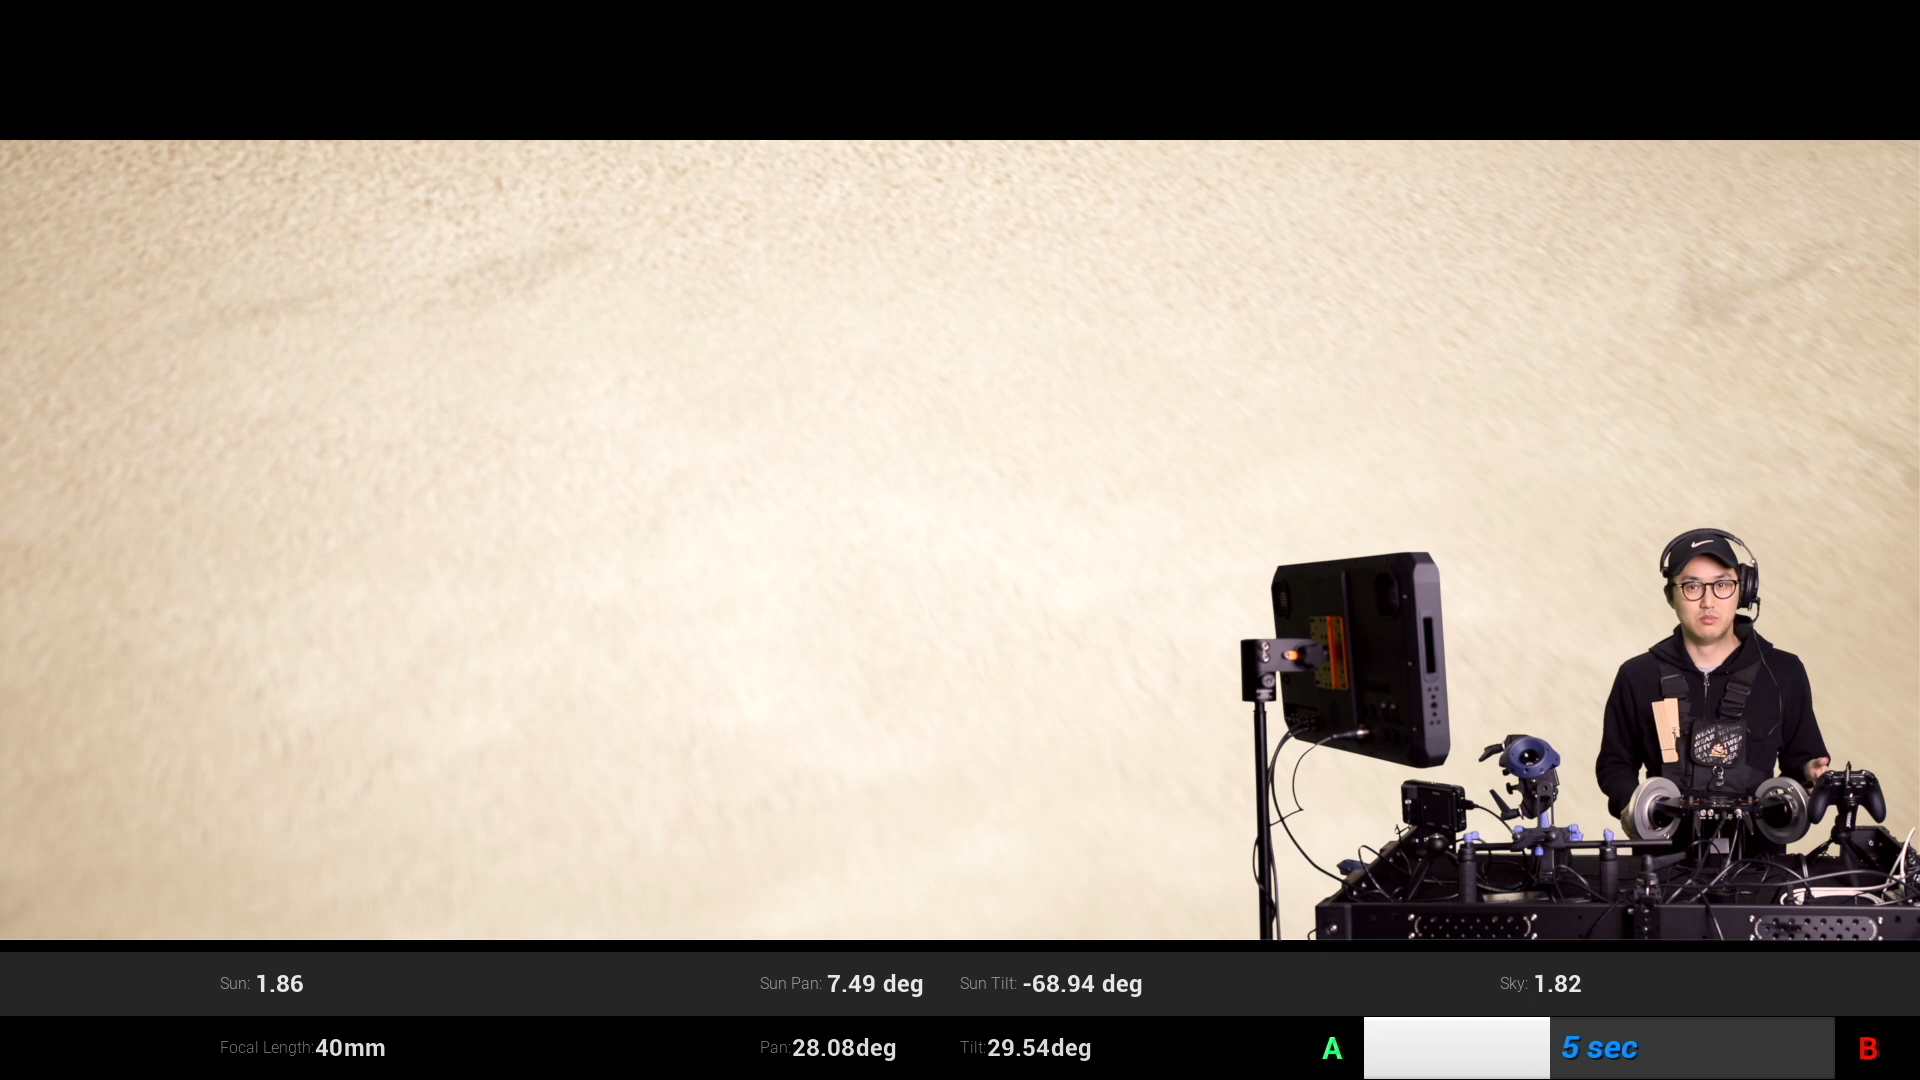 Sun: 1.86
Sun Pan: 7.49 deg
Sun Tilt: -68.94 deg
Sky: 1.82
Focal Length:40mm
Pan:28.08deg
Tilt:29.54deg
A
5 sec
B